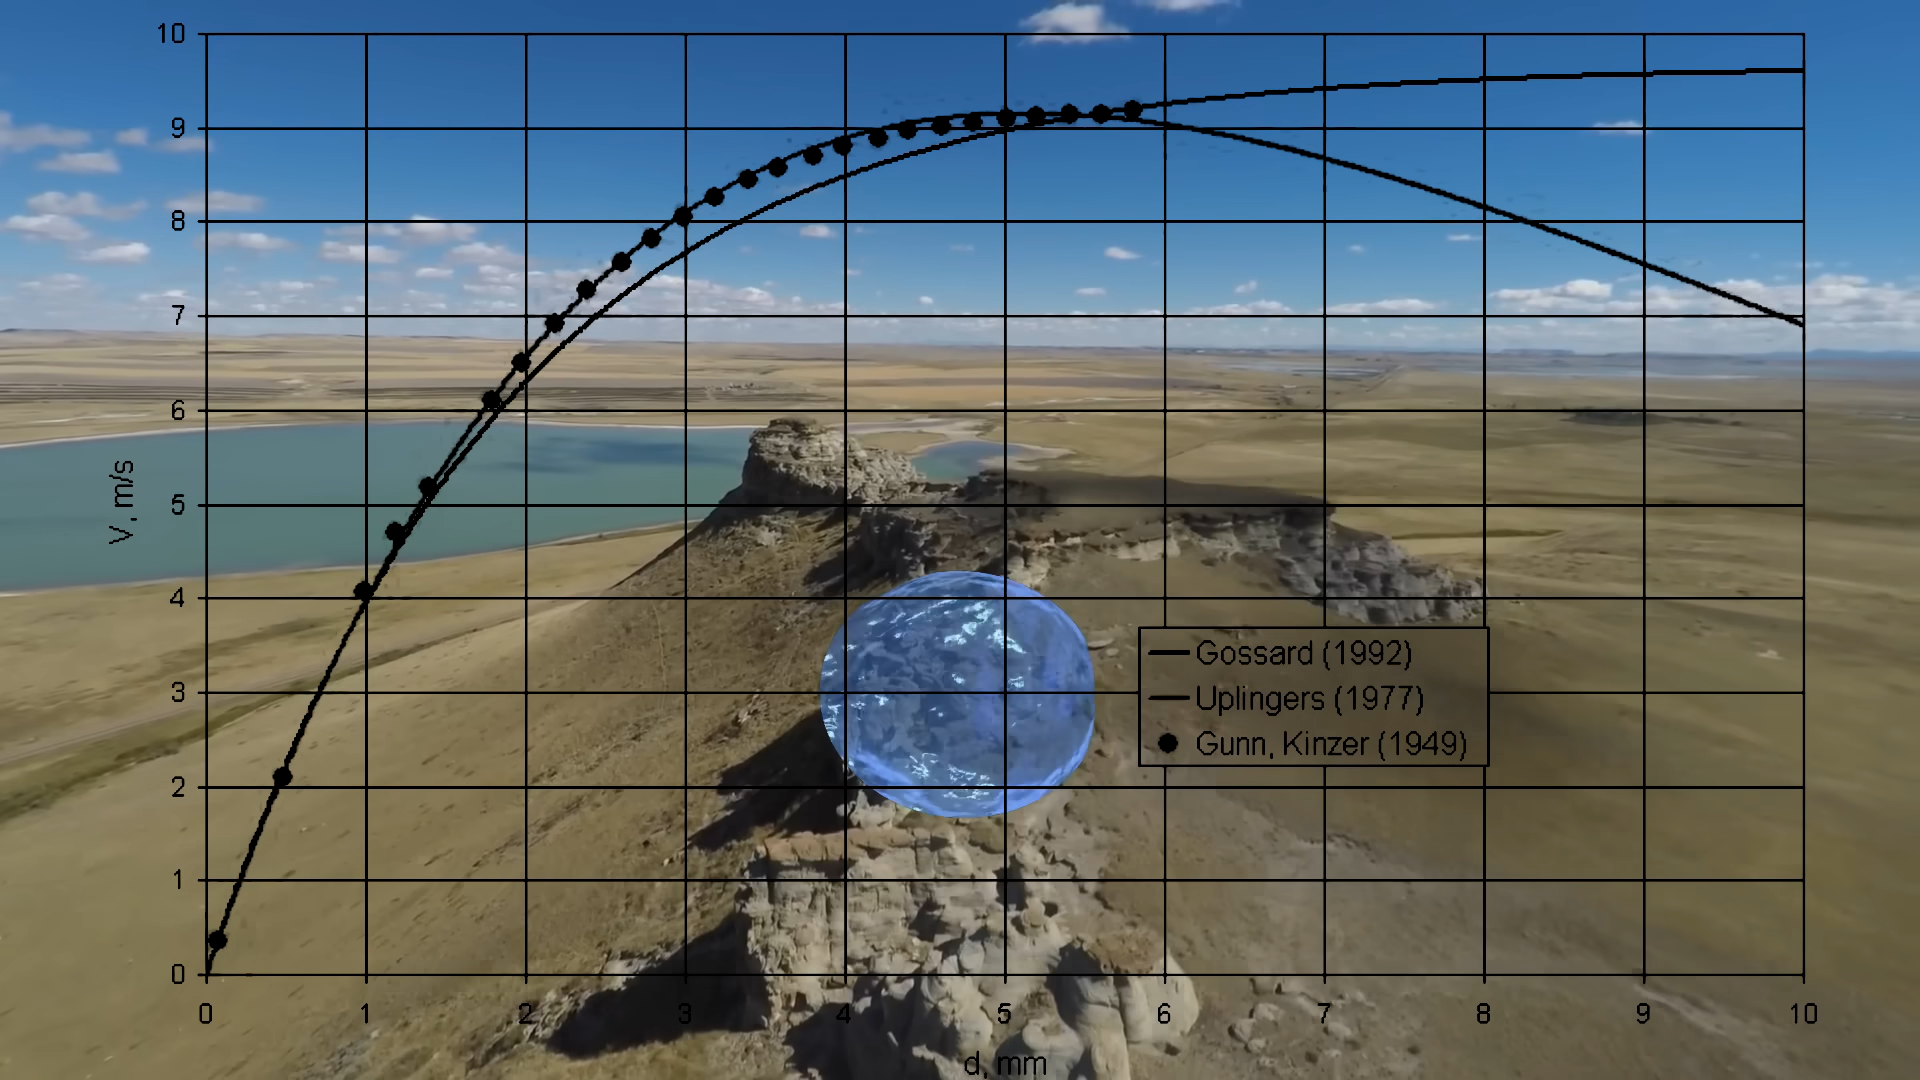 10
9
8
7
6
5
4
3
2
1
0
V, m/s
0 1 2 3 4 5 6 7 8 9 10
d, mm
Gossard (1992)
Uplingers (1977)
Gunn, Kinzer (1949)